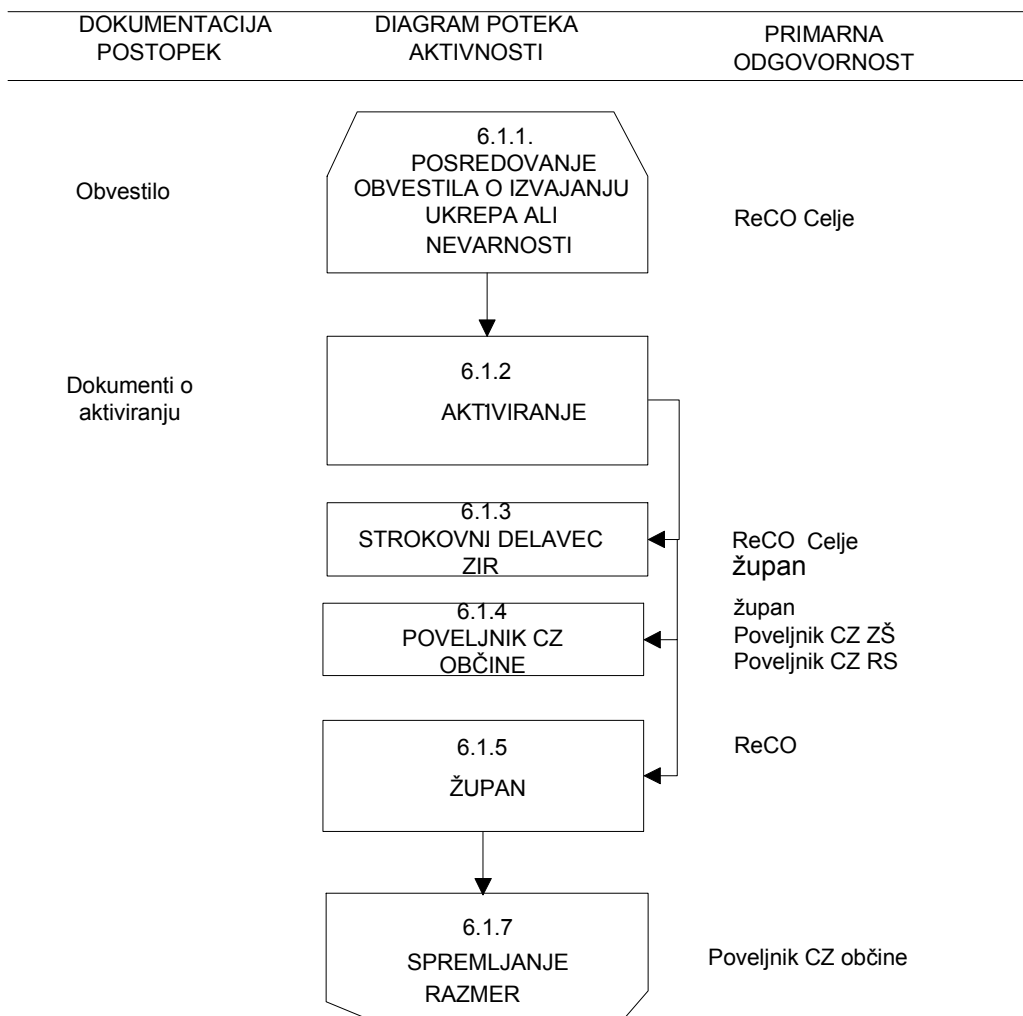 DOKUMENTACIJA
POSTOPEK
DIAGRAM POTEKA
AKTIVNOSTI
PRIMARNA
ODGOVORNOST
Obvestilo
6.1.1.
POSREDOVANJE
OBVESTILA O IZVAJANJU
UKREPA ALI
NEVARNOSTI
ReCO Celje
Dokumenti o
aktiviranju
6.1.2
AKTIVIRANJE
6.1.3
STROKOVNI DELAVEC
ZIR
ReCO Celje
župan
6.1.4
POVELJNIK CZ
OBČINE
župan
Poveljnik CZ ZŠ
Poveljnik CZ RS
6.1.5
ŽUPAN
ReCO
6.1.7
SPREMLJANJE
RAZMER
Poveljnik CZ občine